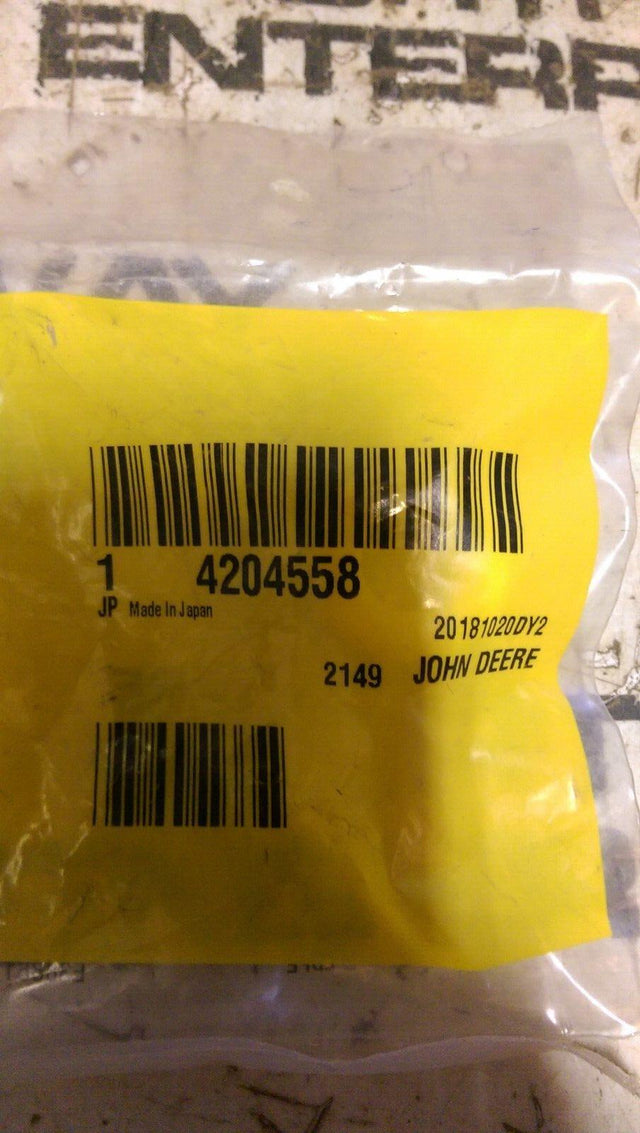 ENTERP
1 4204558
JP Made In Japan
20181020DY2
2149 JOHN DEERE